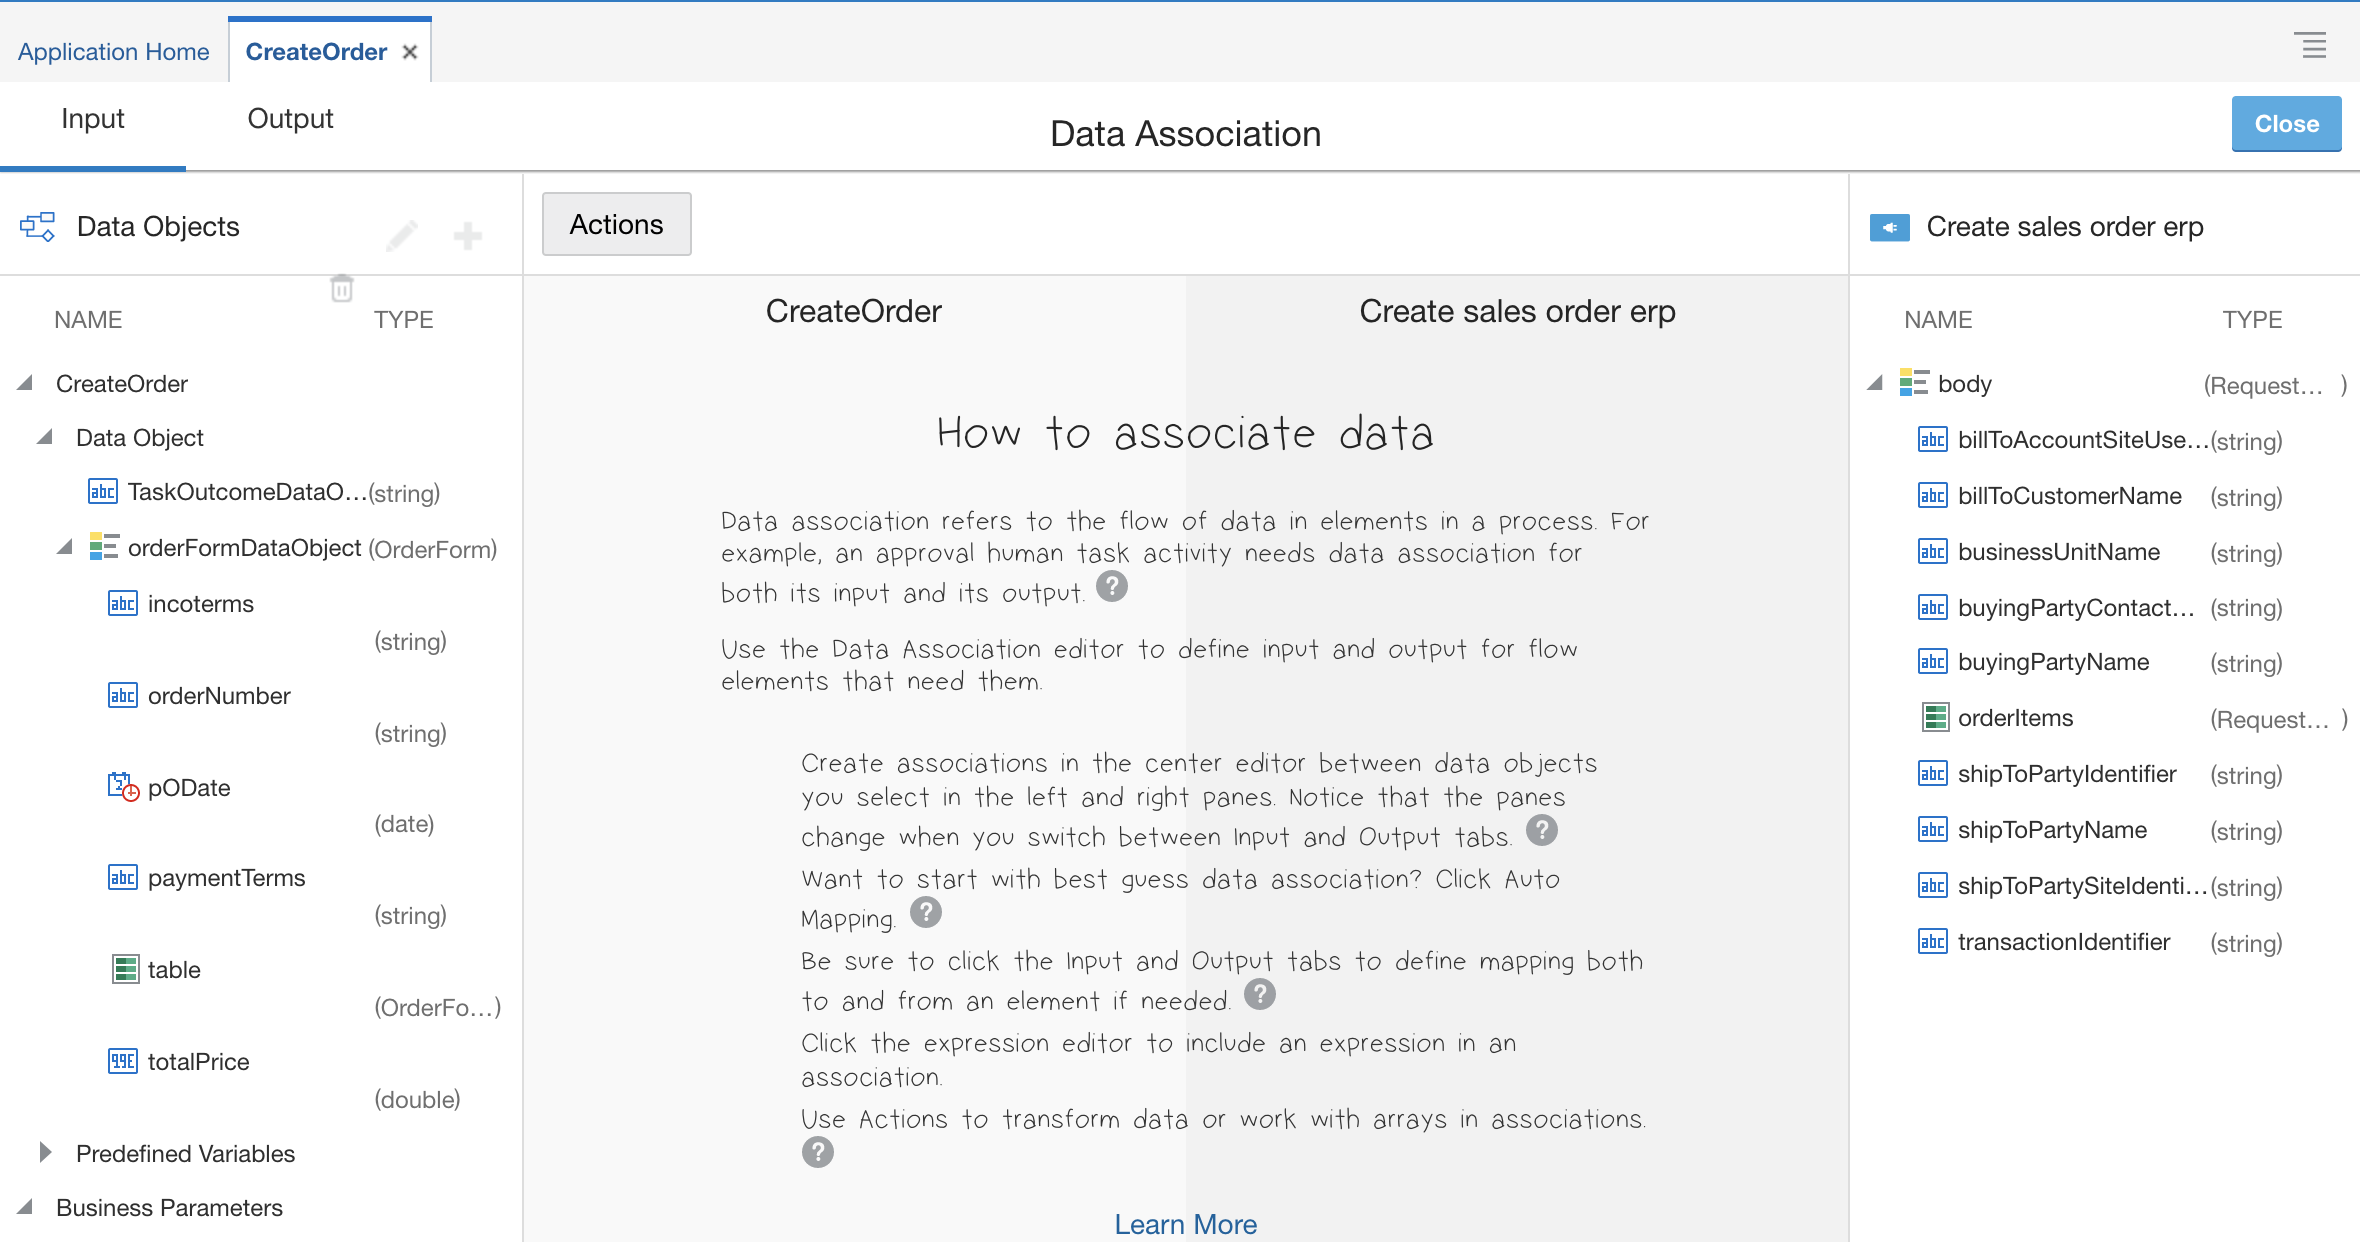 Application Home
CreateOrder
Input
Output
Data Association
Close
Data Objects
Actions
Create sales order erp
NAME TYPE
CreateOrder
Data Object
TaskOutcomeDataO...(string)
orderFormDataObject (OrderForm)
incoterms
(string)
orderNumber
(string)
pODate
(date)
paymentTerms
(string)
table
(OrderFo...)
totalPrice
(double)
Predefined Variables
Business Parameters
CreateOrder
Create sales order erp
How to associate data
Data association refers to the flow of data in elements in a process. For
example, an approval human task activity needs data association for
both its input and its output. ?
Use the Data Association editor to define input and output for flow
elements that need them.
Create associations in the center editor between data objects
you select in the left and right panes. Notice that the panes
change when you switch between Input and Output tabs. ?
Want to start with best guess data association? Click Auto
Mapping. ?
Be sure to click the Input and Output tabs to define mapping both
to and from an element if needed. ?
Click the expression editor to include an expression in an
association.
Use Actions to transform data or work with arrays in associations.
?
Learn More
NAME TYPE
body (Request... )
billToAccountSiteUse...(string)
billToCustomerName (string)
businessUnitName (string)
buyingPartyContact... (string)
buyingPartyName (string)
orderItems (Request... )
shipToPartyIdentifier (string)
shipToPartyName (string)
shipToPartySiteIdenti...(string)
transactionIdentifier (string)